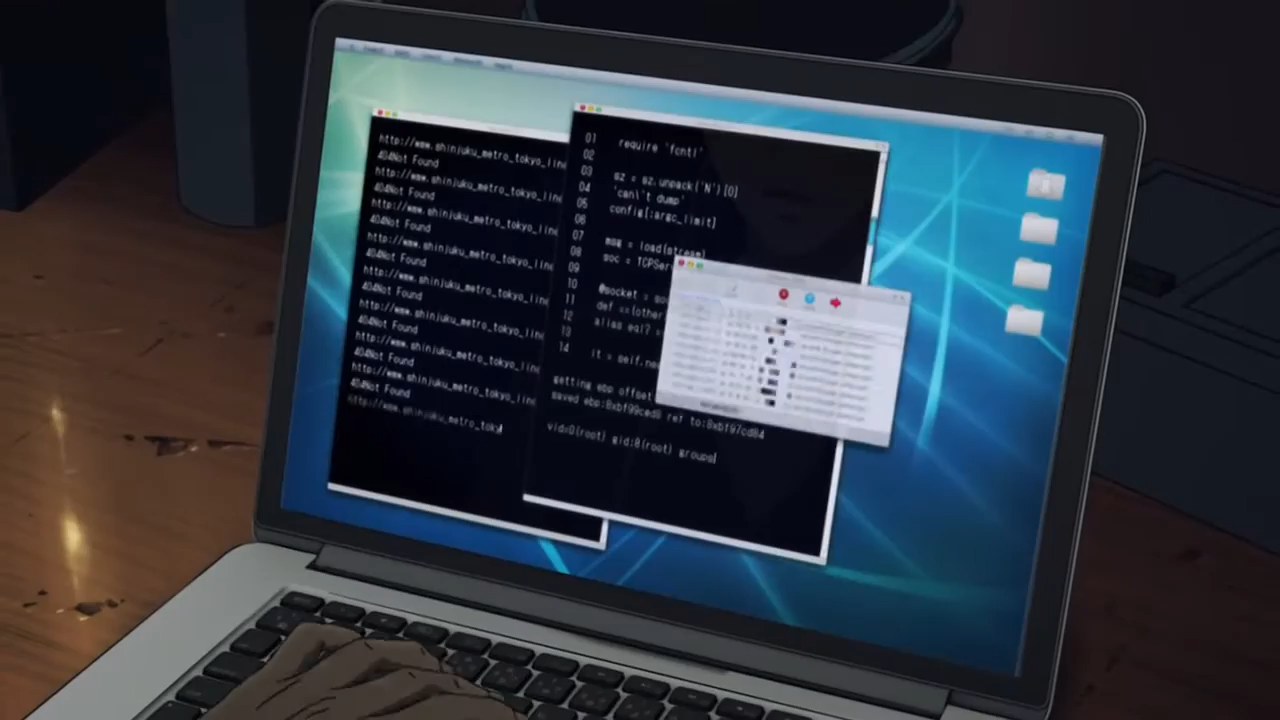 http://www.shinjuku_metro_tokyo_line
404Not Found
http://www.shinjuku_metro_tokyo_line
404Not Found
http://www.shinjuku_metro_tokyo_line
404Not Found
http://www.shinjuku_metro_tokyo_line
404Not Found
http://www.shinjuku_metro_tokyo_line
404Not Found
http://www.shinjuku_metro_tokyo_line
404Not Found
http://www.shinjuku_metro_tokyo_lin
404Not Found
http://www.shinjuku_metro_tokyo_lin
404Not Found
http://www.shinjuku_metro_toky
01 require 'fcntl'
02
03 sz = sz.unpack('N')[0]
04 'can\'t dump'
05 config[:argc_limit]
06
07 msg = load(stream)
08 soc = TCPSer
09
10 @socket = so
11 def ==(other
12 alias eql? =
13
14 it = self.ne
getting ebp offset
saved ebp:0xbf99ced8 ref to:0xbf97cd84
vid=0(root) gid:0(root) groups